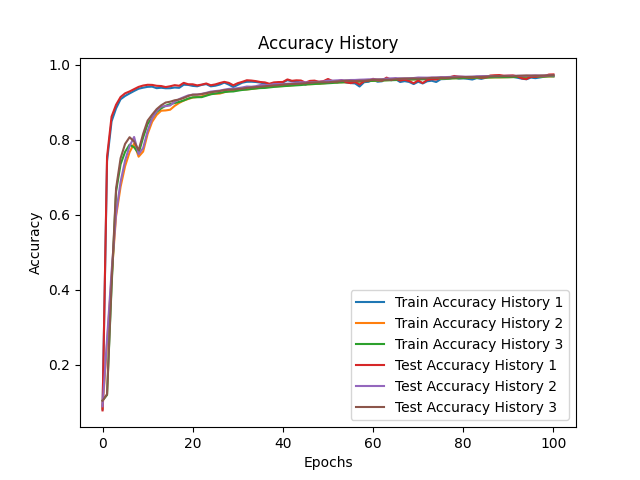 Accuracy History
1.0
0.8
0.6
0.4
0.2
Accuracy
Train Accuracy History 1
Train Accuracy History 2
Train Accuracy History 3
Test Accuracy History 1
Test Accuracy History 2
Test Accuracy History 3
0 20 40 60 80 100
Epochs